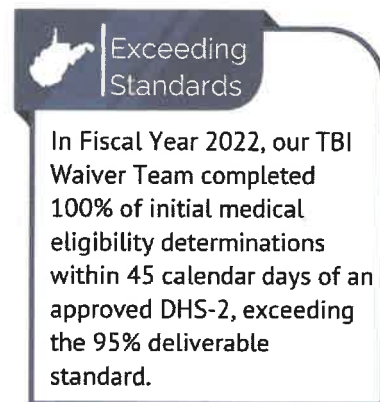 Exceeding
Standards
In Fiscal Year 2022, our TBI
Waiver Team completed
100% of initial medical
eligibility determinations
within 45 calendar days of an
approved DHS-2, exceeding
the 95% deliverable
standard.